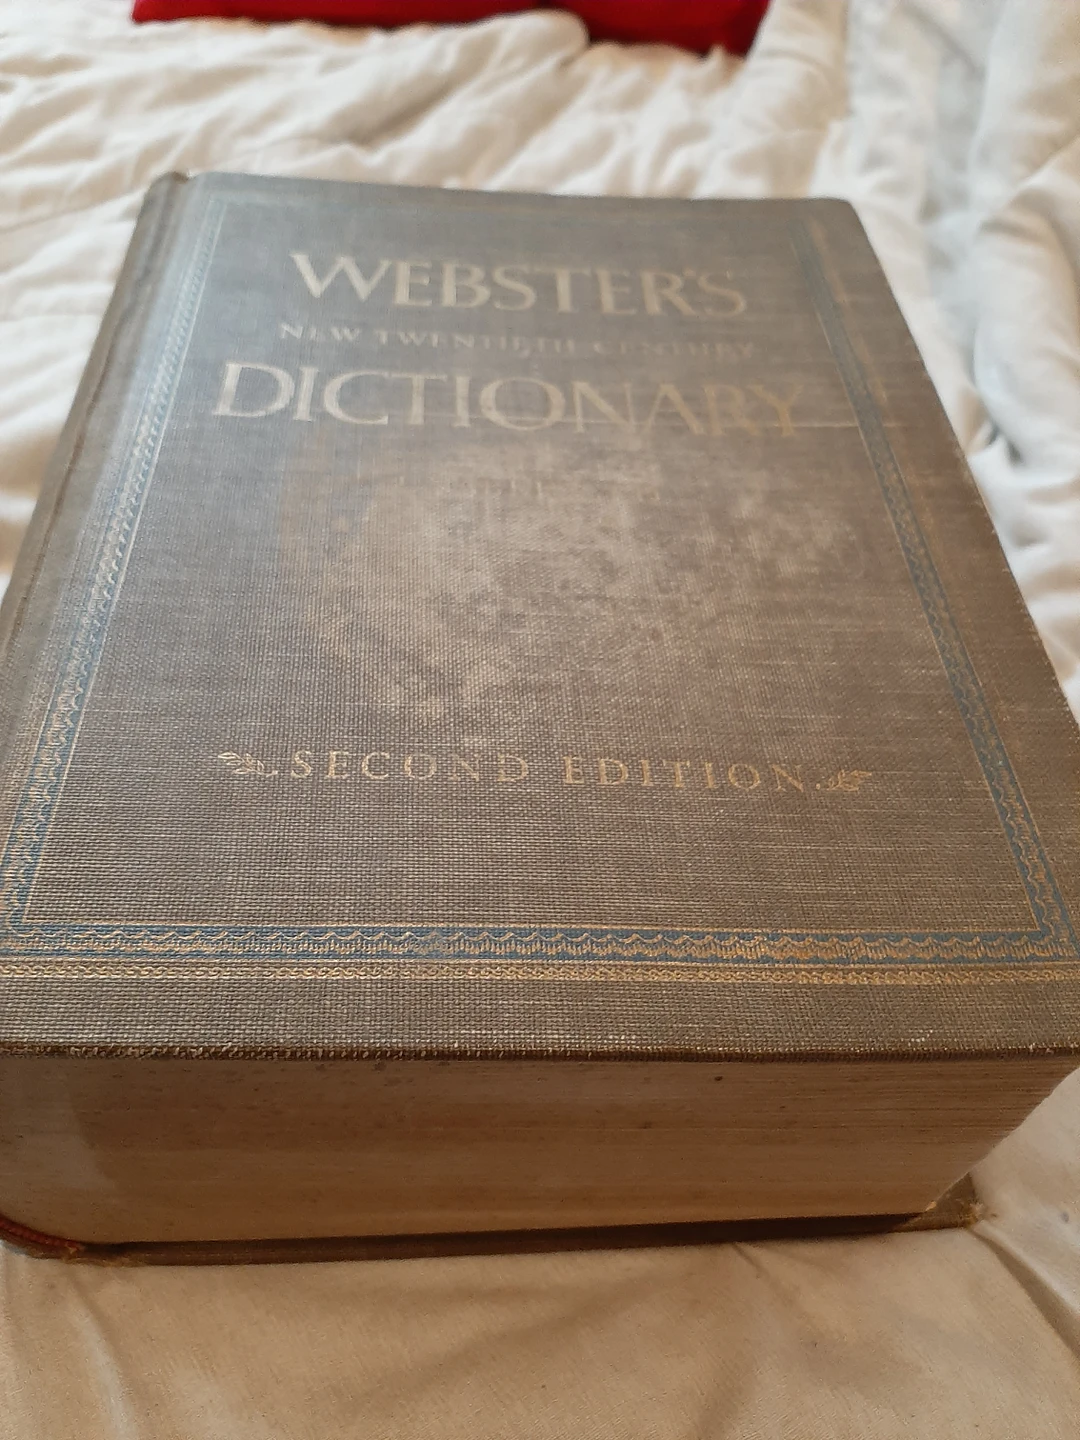 WEBSTER'S
NEW TWENTIETH CENTURY
DICTIONARY
SECOND EDITION